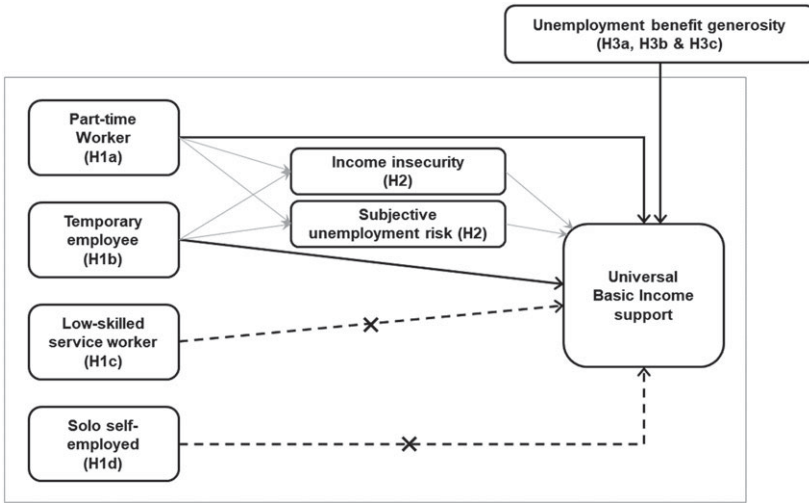 Unemployment benefit generosity
(H3a, H3b & H3c)
Part-time
Worker
(H1a)
Income insecurity
(H2)
Temporary
employee
(H1b)
Subjective
unemployment risk (H2)
Universal
Basic Income
support
Low-skilled
service worker
(H1c)
Solo self-
employed
(H1d)